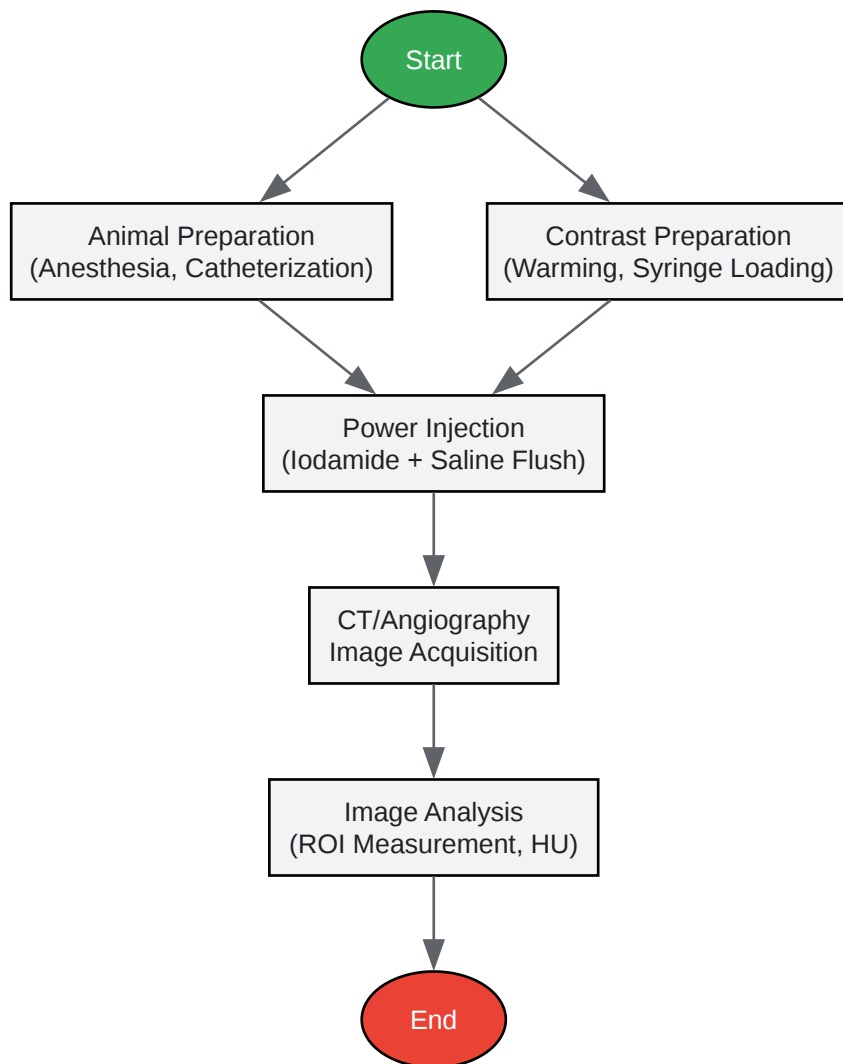 Start
Animal Preparation
(Anesthesia, Catheterization)
Contrast Preparation
(Warming, Syringe Loading)
Power Injection
(Iodamide + Saline Flush)
CT/Angiography
Image Acquisition
Image Analysis
(ROI Measurement, HU)
End